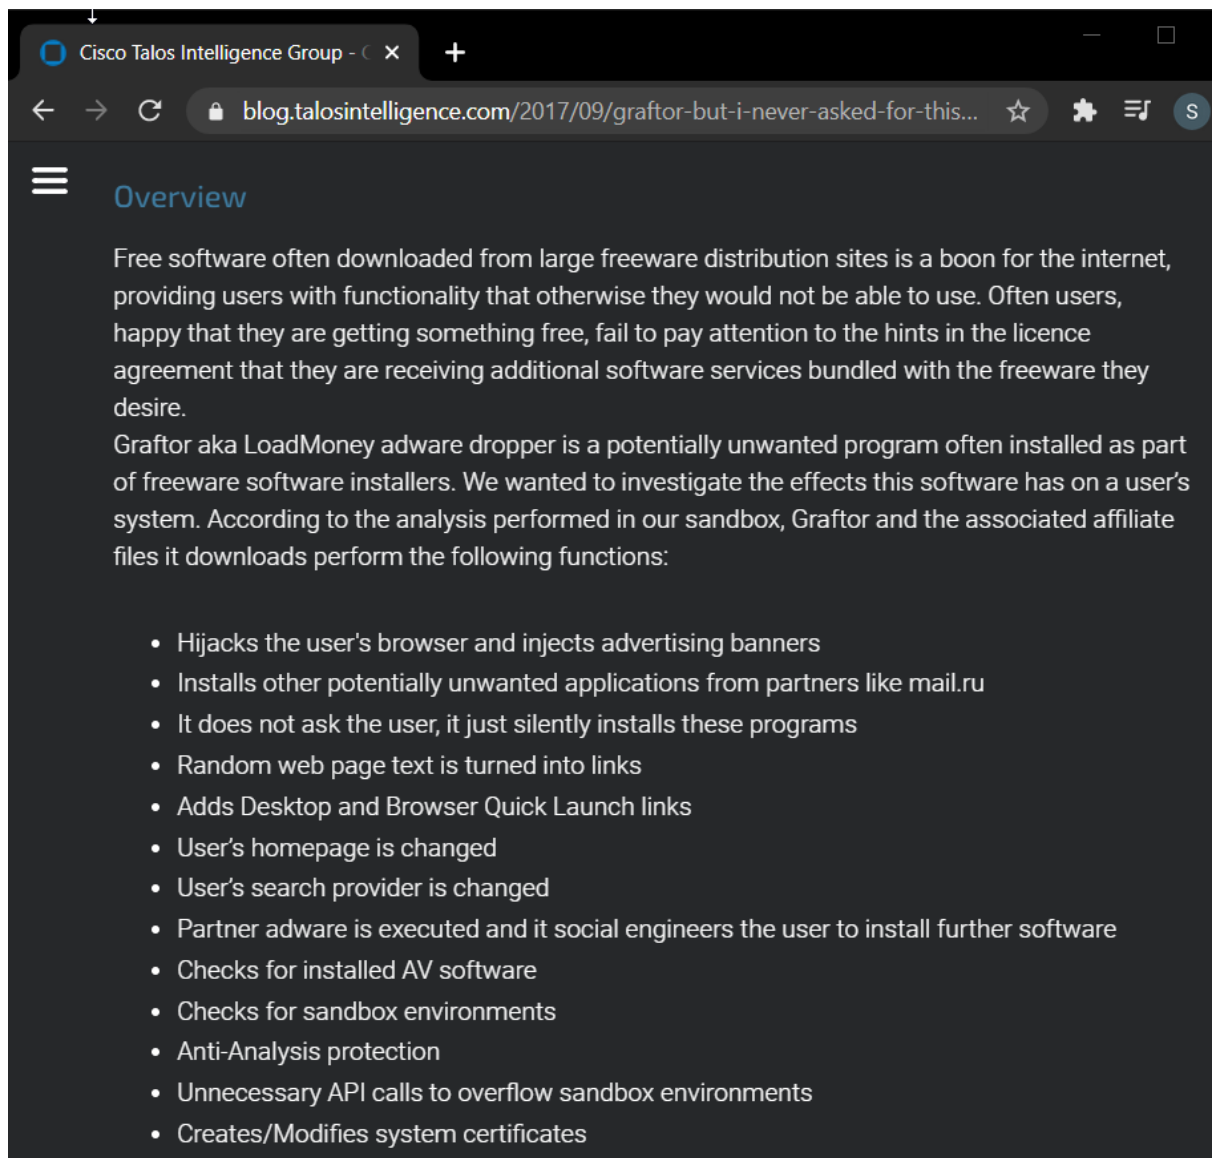 Cisco Talos Intelligence Group -
blog.talosintelligence.com/2017/09/graftor-but-i-never-asked-for-this...
S
Overview
Free software often downloaded from large freeware distribution sites is a boon for the internet,
providing users with functionality that otherwise they would not be able to use. Often users,
happy that they are getting something free, fail to pay attention to the hints in the licence
agreement that they are receiving additional software services bundled with the freeware they
desire.
Graftor aka LoadMoney adware dropper is a potentially unwanted program often installed as part
of freeware software installers. We wanted to investigate the effects this software has on a user’s
system. According to the analysis performed in our sandbox, Graftor and the associated affiliate
files it downloads perform the following functions:
• Hijacks the user's browser and injects advertising banners
• Installs other potentially unwanted applications from partners like mail.ru
• It does not ask the user, it just silently installs these programs
• Random web page text is turned into links
• Adds Desktop and Browser Quick Launch links
• User’s homepage is changed
• User’s search provider is changed
• Partner adware is executed and it social engineers the user to install further software
• Checks for installed AV software
• Checks for sandbox environments
• Anti-Analysis protection
• Unnecessary API calls to overflow sandbox environments
• Creates/Modifies system certificates